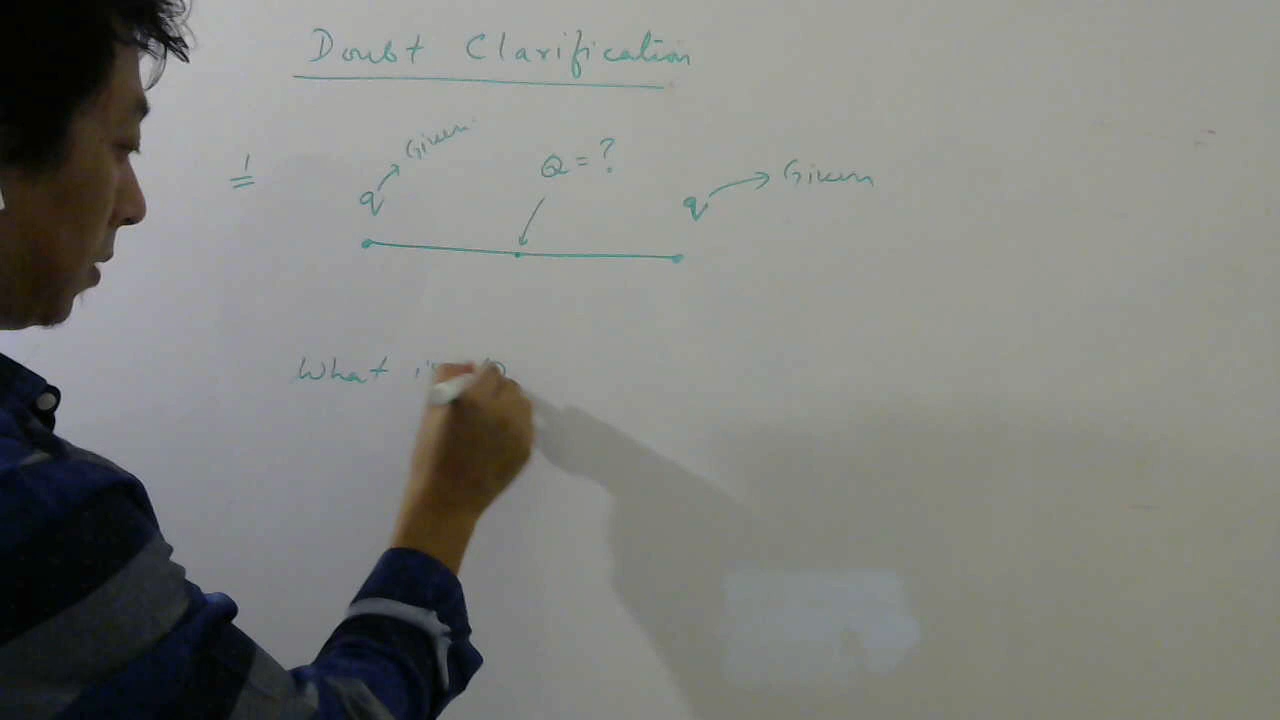 Doubt Clarification
1
Given
Q = ?
Given
q
q
What